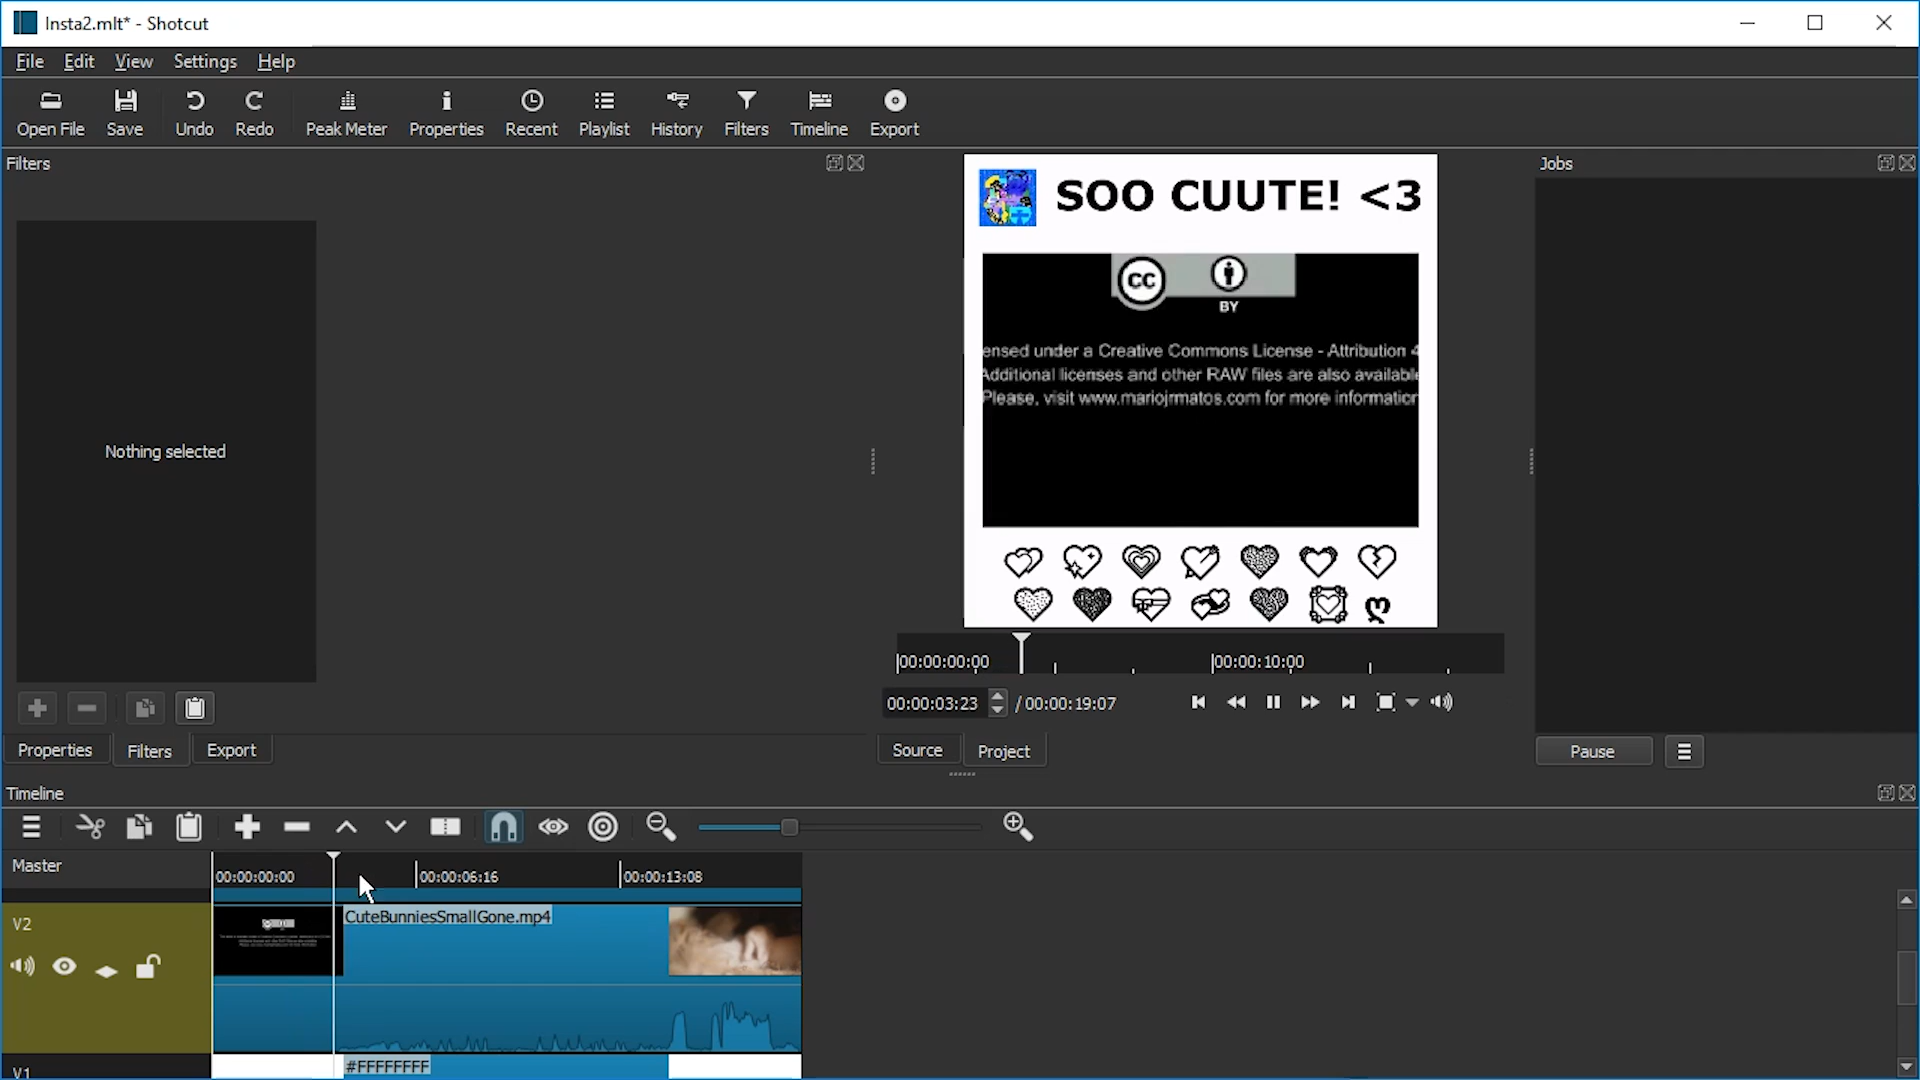 Insta2.mlt* - Shotcut
File Edit View Settings Help
Open File Save Undo Redo Peak Meter Properties Recent Playlist History Filters Timeline Export
Filters
Jobs
SOO CUUTE! <3
CC
BY
ensed under a Creative Commons License - Attribution 4
Additional licenses and other RAW files are also available
Please, visit www.mariojrmatos.com for more information
Nothing selected
00:00:00:00 00:00:10:00
00:00:03:23 / 00:00:19:07
Properties Filters Export
Source Project
Pause
Timeline
Master
00:00:00:00 00:00:06:16 00:00:13:08
V2
CuteBunniesSmallGone.mp4
V1
#FFFFFFFF